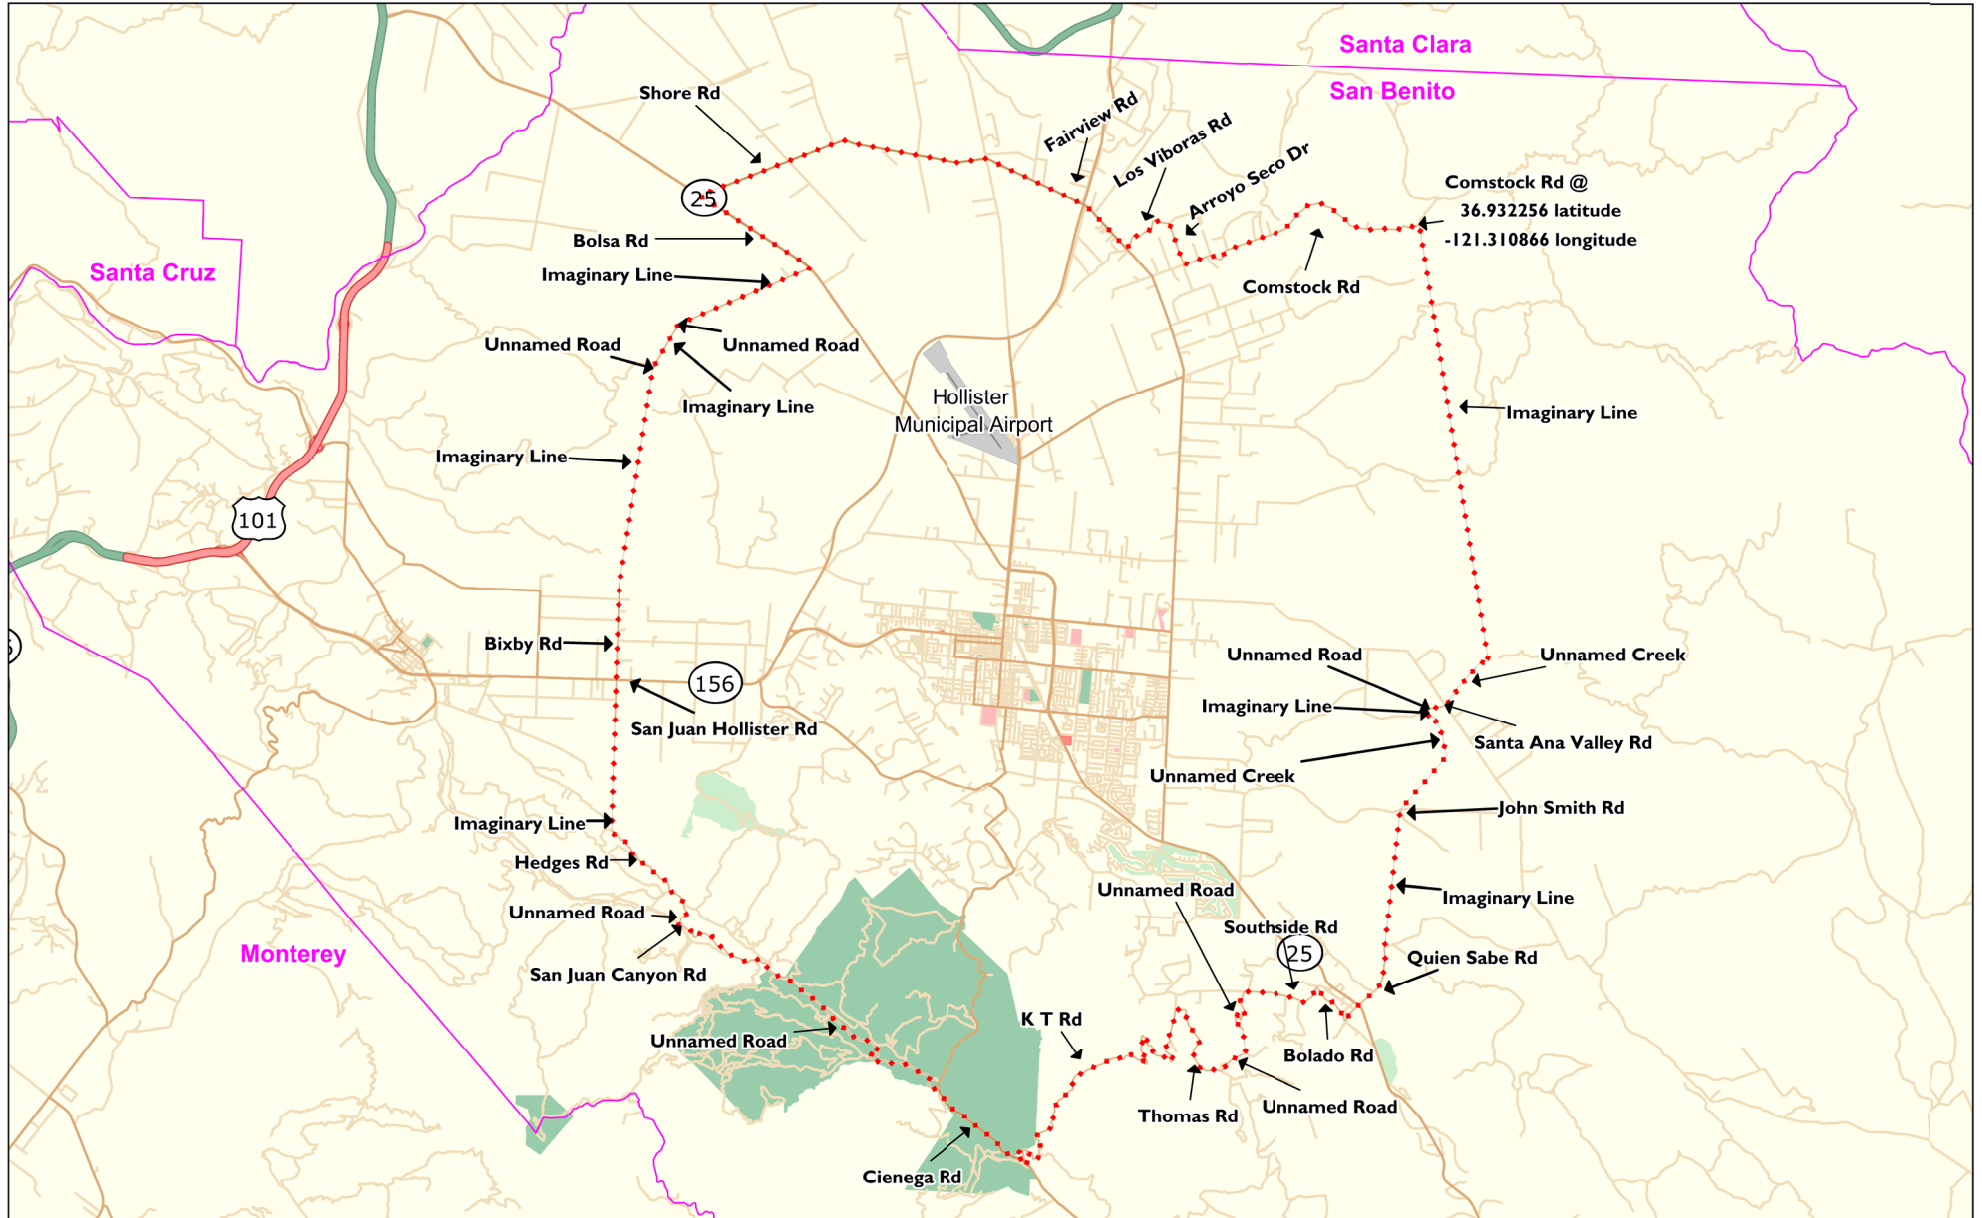 Santa Clara
San Benito
Shore Rd
Fairview Rd
Los Viboras Rd
Arroyo Seco Dr
Comstock Rd @
36.932256 latitude
-121.310866 longitude
25
Bolsa Rd
Santa Cruz
Imaginary Line
Comstock Rd
Unnamed Road
Unnamed Road
Imaginary Line
Hollister
Municipal Airport
Imaginary Line
Imaginary Line
101
Bixby Rd
156
San Juan Hollister Rd
Unnamed Road
Unnamed Creek
Imaginary Line
Santa Ana Valley Rd
Unnamed Creek
John Smith Rd
Imaginary Line
Hedges Rd
Unnamed Road
Imaginary Line
Unnamed Road
Southside Rd
25
Monterey
San Juan Canyon Rd
Quien Sabe Rd
Unnamed Road
K T Rd
Bolado Rd
Thomas Rd
Unnamed Road
Cienega Rd